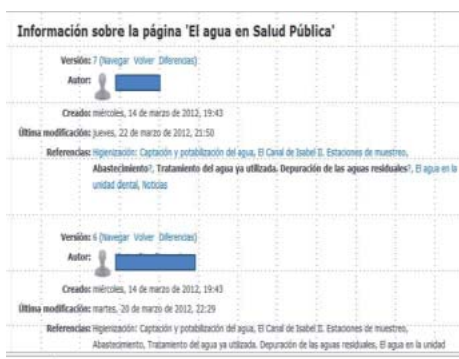 Información sobre la página 'El agua en Salud Pública'
Versión: 7 (Navegar Volver Diferencias)
Autor:
Creado: miércoles, 14 de marzo de 2012, 19:43
Última modificación: jueves, 22 de marzo de 2012, 21:50
Referencias: Higienización: Captación y potabilización del agua, El Canal de Isabel II. Estaciones de muestreo,
Abastecimiento?, Tratamiento del agua ya utilizada. Depuración de las aguas residuales?, El agua en la
unidad dental, Noticias
Versión: 6 (Navegar Volver Diferencias)
Autor:
Creado: miércoles, 14 de marzo de 2012, 19:43
Última modificación: martes, 20 de marzo de 2012, 22:29
Referencias: Higienización: Captación y potabilización del agua, El Canal de Isabel II. Estaciones de muestreo,
Abastecimiento, Tratamiento del agua ya utilizada. Depuración de las aguas residuales, El agua en la unidad